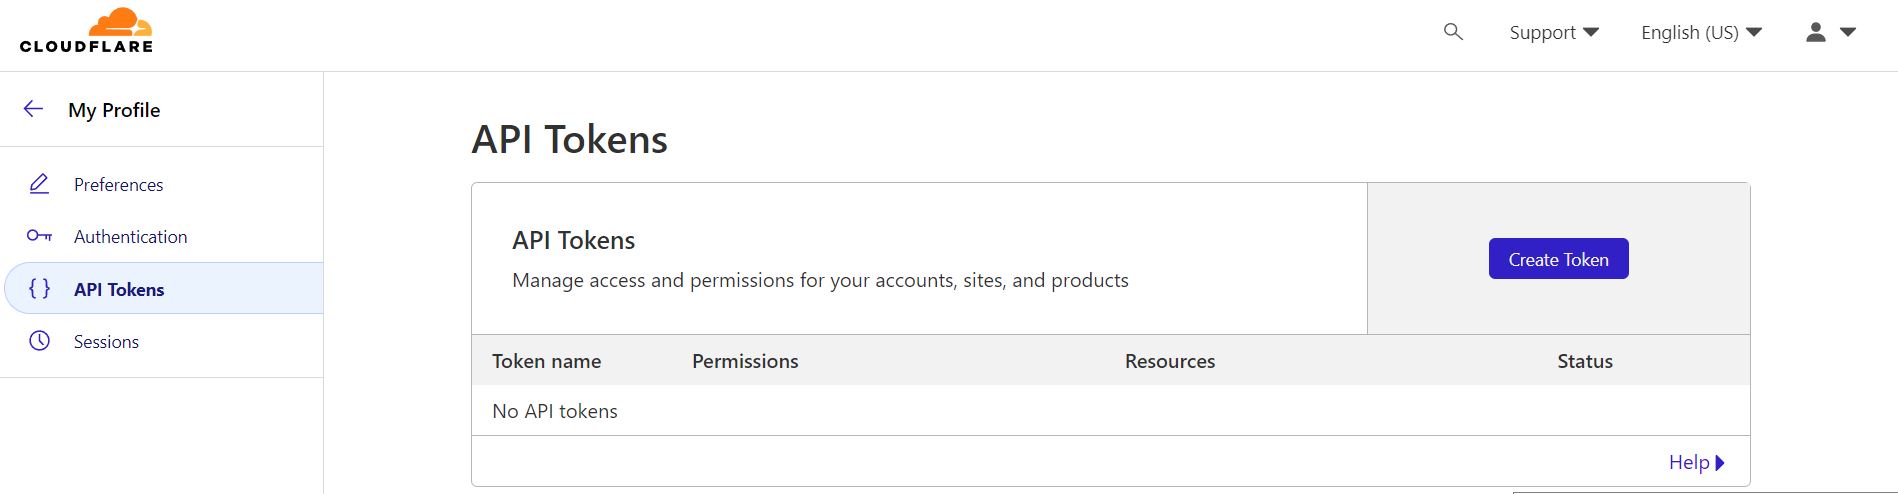 CLOUDFLARE
Support
English (US)
My Profile
Preferences
Authentication
{ } API Tokens
Sessions
API Tokens
API Tokens
Manage access and permissions for your accounts, sites, and products
Create Token
Token name Permissions Resources Status
No API tokens
Help